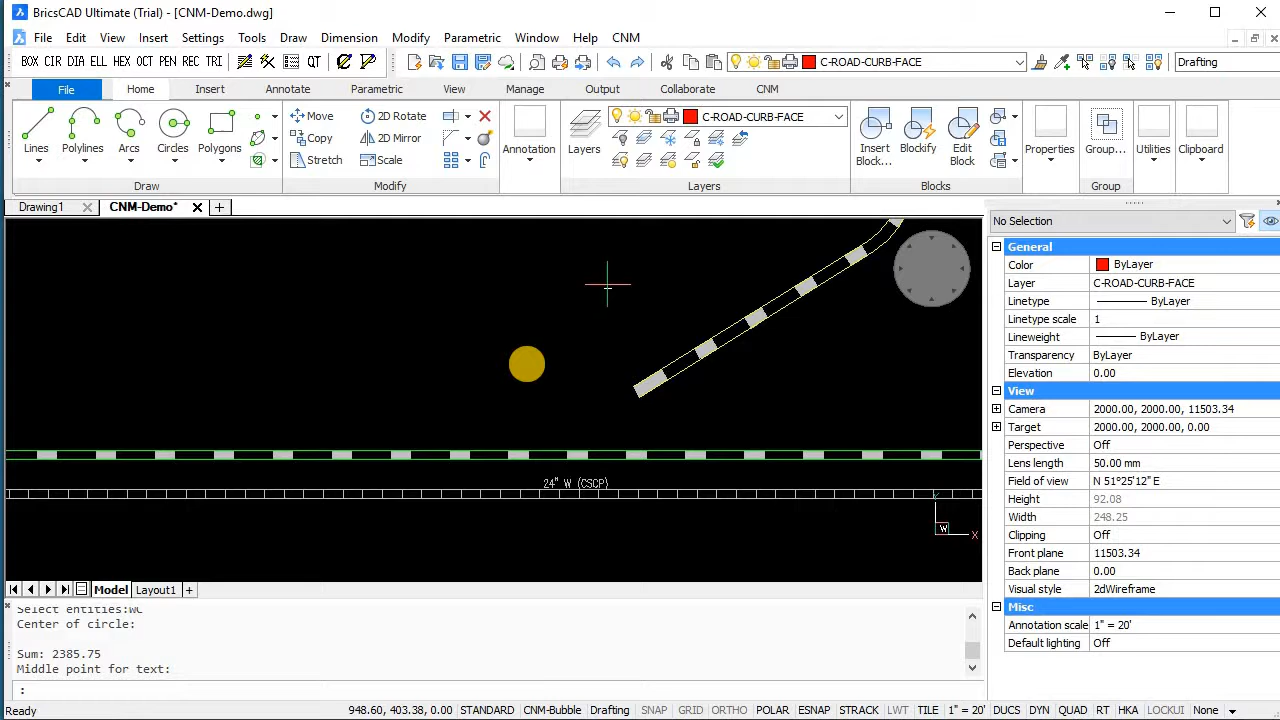 BricsCAD Ultimate (Trial) - [CNM-Demo.dwg]
File Edit View Insert Settings Tools Draw Dimension Modify Parametric Window Help CNM
BOX CIR DIA ELL HEX OCT PEN REC TRI QT C-ROAD-CURB-FACE Drafting
File Home Insert Annotate Parametric View Manage Output Collaborate CNM
Lines Polylines Arcs Circles Polygons
Move 2D Rotate
Copy 2D Mirror
Stretch Scale
Annotation
Layers
C-ROAD-CURB-FACE
Insert Block... Blockify Edit Block
Properties Group... Utilities Clipboard
Draw Modify Layers Blocks Group
Drawing1 CNM-Demo*
24" W (CSCP)
W
X
Model Layout1
No Selection
General
Color ByLayer
Layer C-ROAD-CURB-FACE
Linetype ByLayer
Linetype scale 1
Lineweight ByLayer
Transparency ByLayer
Elevation 0.00
View
Camera 2000.00, 2000.00, 11503.34
Target 2000.00, 2000.00, 0.00
Perspective Off
Lens length 50.00 mm
Field of view N 51°25'12" E
Height 92.08
Width 248.25
Clipping Off
Front plane 11503.34
Back plane 0.00
Visual style 2dWireframe
Misc
Annotation scale 1" = 20'
Default lighting Off
Select entities:WC
Center of circle:
Sum: 2385.75
Middle point for text:
:
Ready 948.60, 403.38, 0.00 STANDARD CNM-Bubble Drafting SNAP GRID ORTHO POLAR ESNAP STRACK LWT TILE 1" = 20' DUCS DYN QUAD RT HKA LOCKUI None